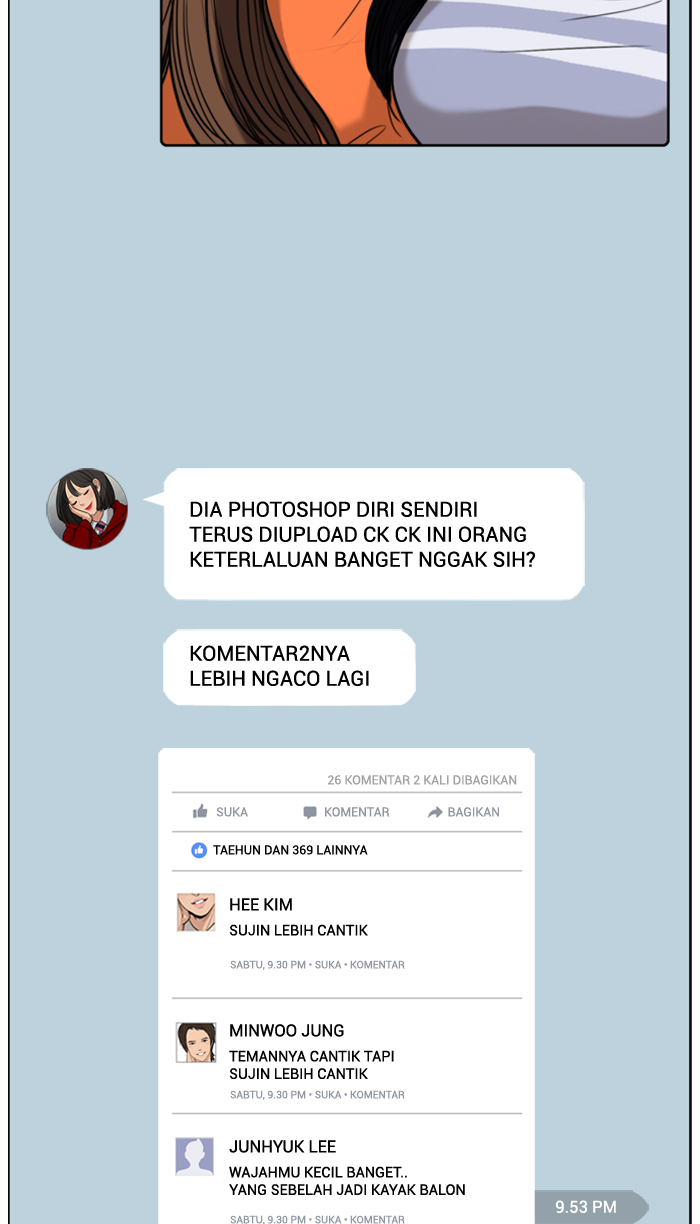 DIA PHOTOSHOP DIRI SENDIRI
TERUS DIUPLOAD CK CK INI ORANG
KETERLALUAN BANGET NGGAK SIH?
KOMENTAR2NYA
LEBIH NGACO LAGI
26 KOMENTAR 2 KALI DIBAGIKAN
SUKA KOMENTAR BAGIKAN
TAEHUN DAN 369 LAINNYA
HEE KIM
SUJIN LEBIH CANTIK
SABTU, 9.30 PM • SUKA • KOMENTAR
MINWOO JUNG
TEMANNYA CANTIK TAPI
SUJIN LEBIH CANTIK
SABTU, 9.30 PM • SUKA • KOMENTAR
JUNHYUK LEE
WAJAHMU KECIL BANGET..
YANG SEBELAH JADI KAYAK BALON
SABTU, 9.30 PM • SUKA • KOMENTAR
9.53 PM